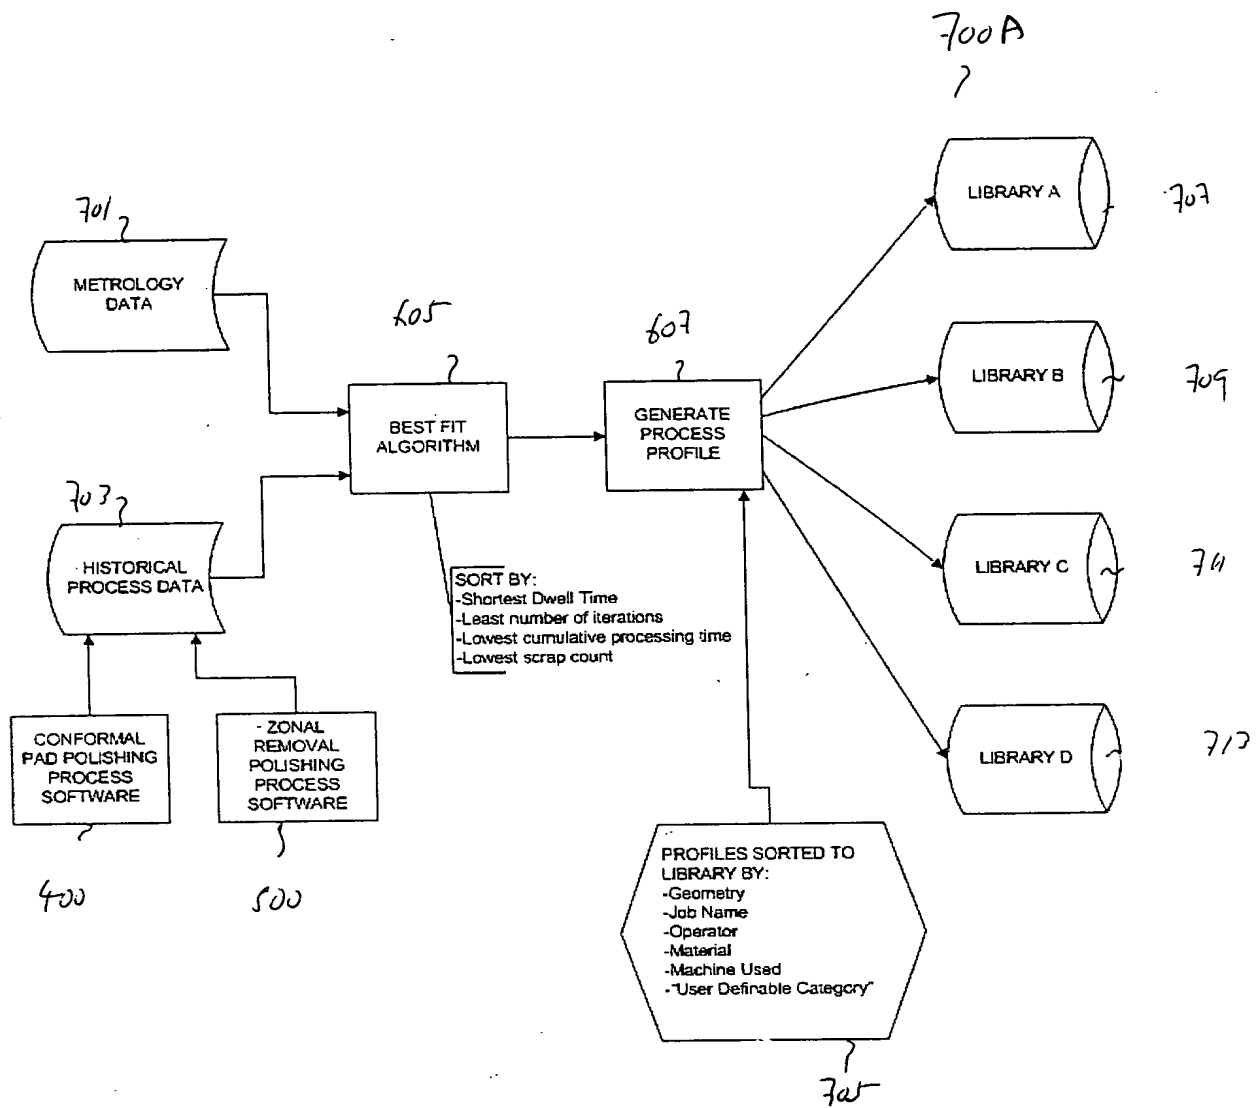 700A
LIBRARY A
707
701
METROLOGY
DATA
605
607
LIBRARY B
709
BEST FIT
ALGORITHM
GENERATE
PROCESS
PROFILE
703
HISTORICAL
PROCESS DATA
LIBRARY C
711
SORT BY:
-Shortest Dwell Time
-Least number of iterations
-Lowest cumulative processing time
-Lowest scrap count
CONFORMAL
PAD POLISHING
PROCESS
SOFTWARE
- ZONAL
REMOVAL
POLISHING
PROCESS
SOFTWARE
LIBRARY D
713
400
500
PROFILES SORTED TO
LIBRARY BY:
-Geometry
-Job Name
-Operator
-Material
-Machine Used
-"User Definable Category"
705